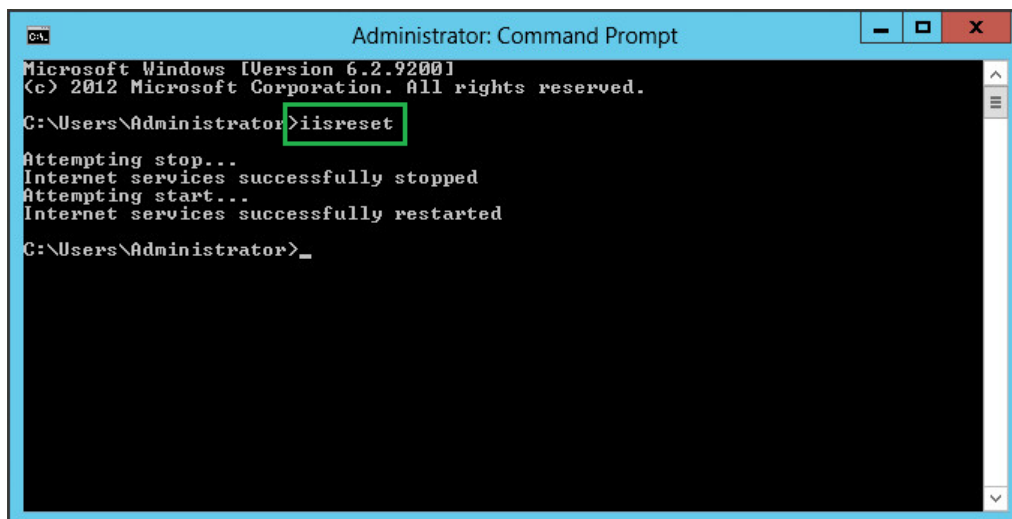 Administrator: Command Prompt
Microsoft Windows [Version 6.2.9200]
(c) 2012 Microsoft Corporation. All rights reserved.
C:\Users\Administrator>iisreset
Attempting stop...
Internet services successfully stopped
Attempting start...
Internet services successfully restarted
C:\Users\Administrator>_